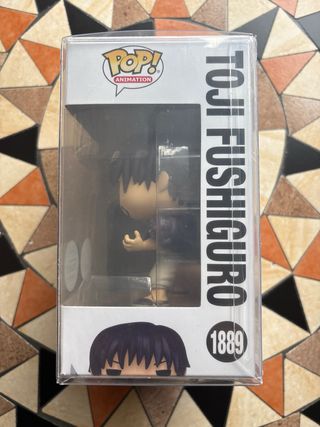 POP!
ANIMATION
TOJI FUSHIGURO
1889